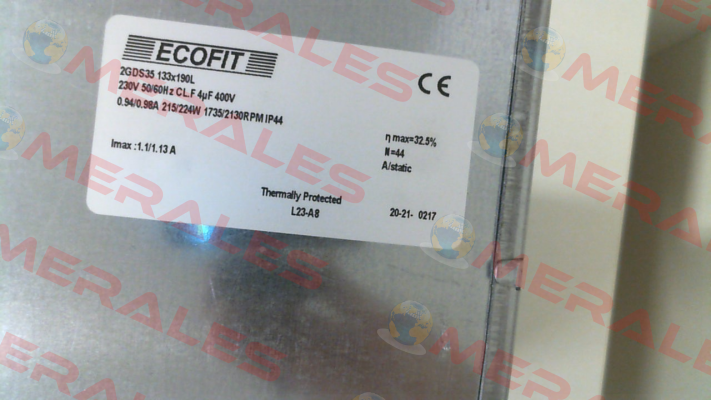 ECOFIT
2GDS35 133x190L
230V 50/60Hz CL.F 4µF 400V
0.94/0.98A 215/224W 1735/2130RPM IP44
Imax :1.1/1.13 A
CE
η max=32.5%
N=44
A/static
Thermally Protected
L23-A8
20-21- 0217
MERALES
MERALES
MERALES
MERALES
MERALES